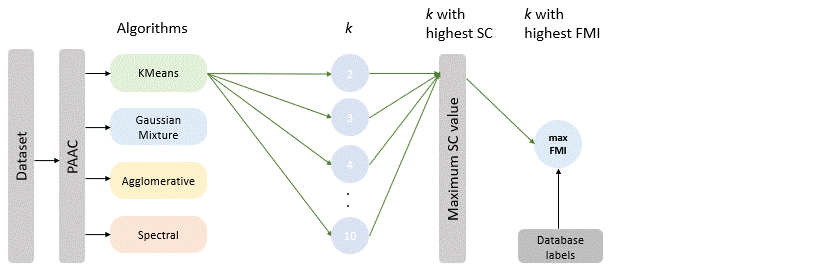 Algorithms
k
k with
highest SC
k with
highest FMI
Dataset
PAAC
KMeans
Gaussian
Mixture
Agglomerative
Spectral
2
3
4
.
.
10
Maximum SC value
max
FMI
Database
labels